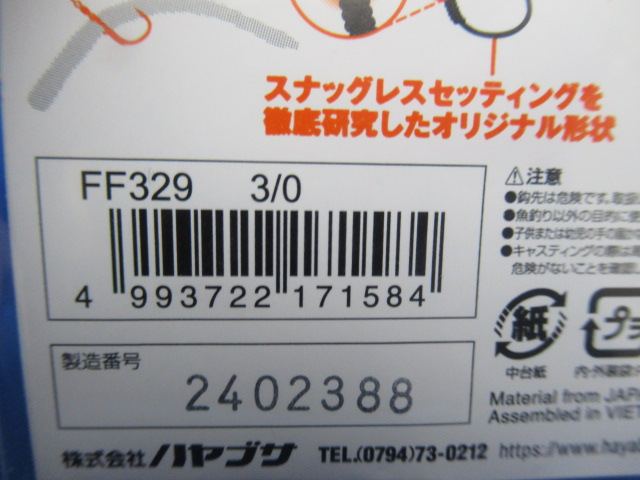 スナッグレスセッティングを
徹底研究したオリジナル形状
FF329 3/0
4 993722 171584
⚠注意
●鈎先は危険です。取扱
●魚釣り以外の目的に
●子供または幼児の手の届か
●キャスティングの際は
危険がないことを確認
紙
プラ
中台紙
内・外装袋
製造番号
2402388
Material from JAP
Assembled in VIET
株式会社ハヤブサ TEL.(0794)73-0212 https://www.haya